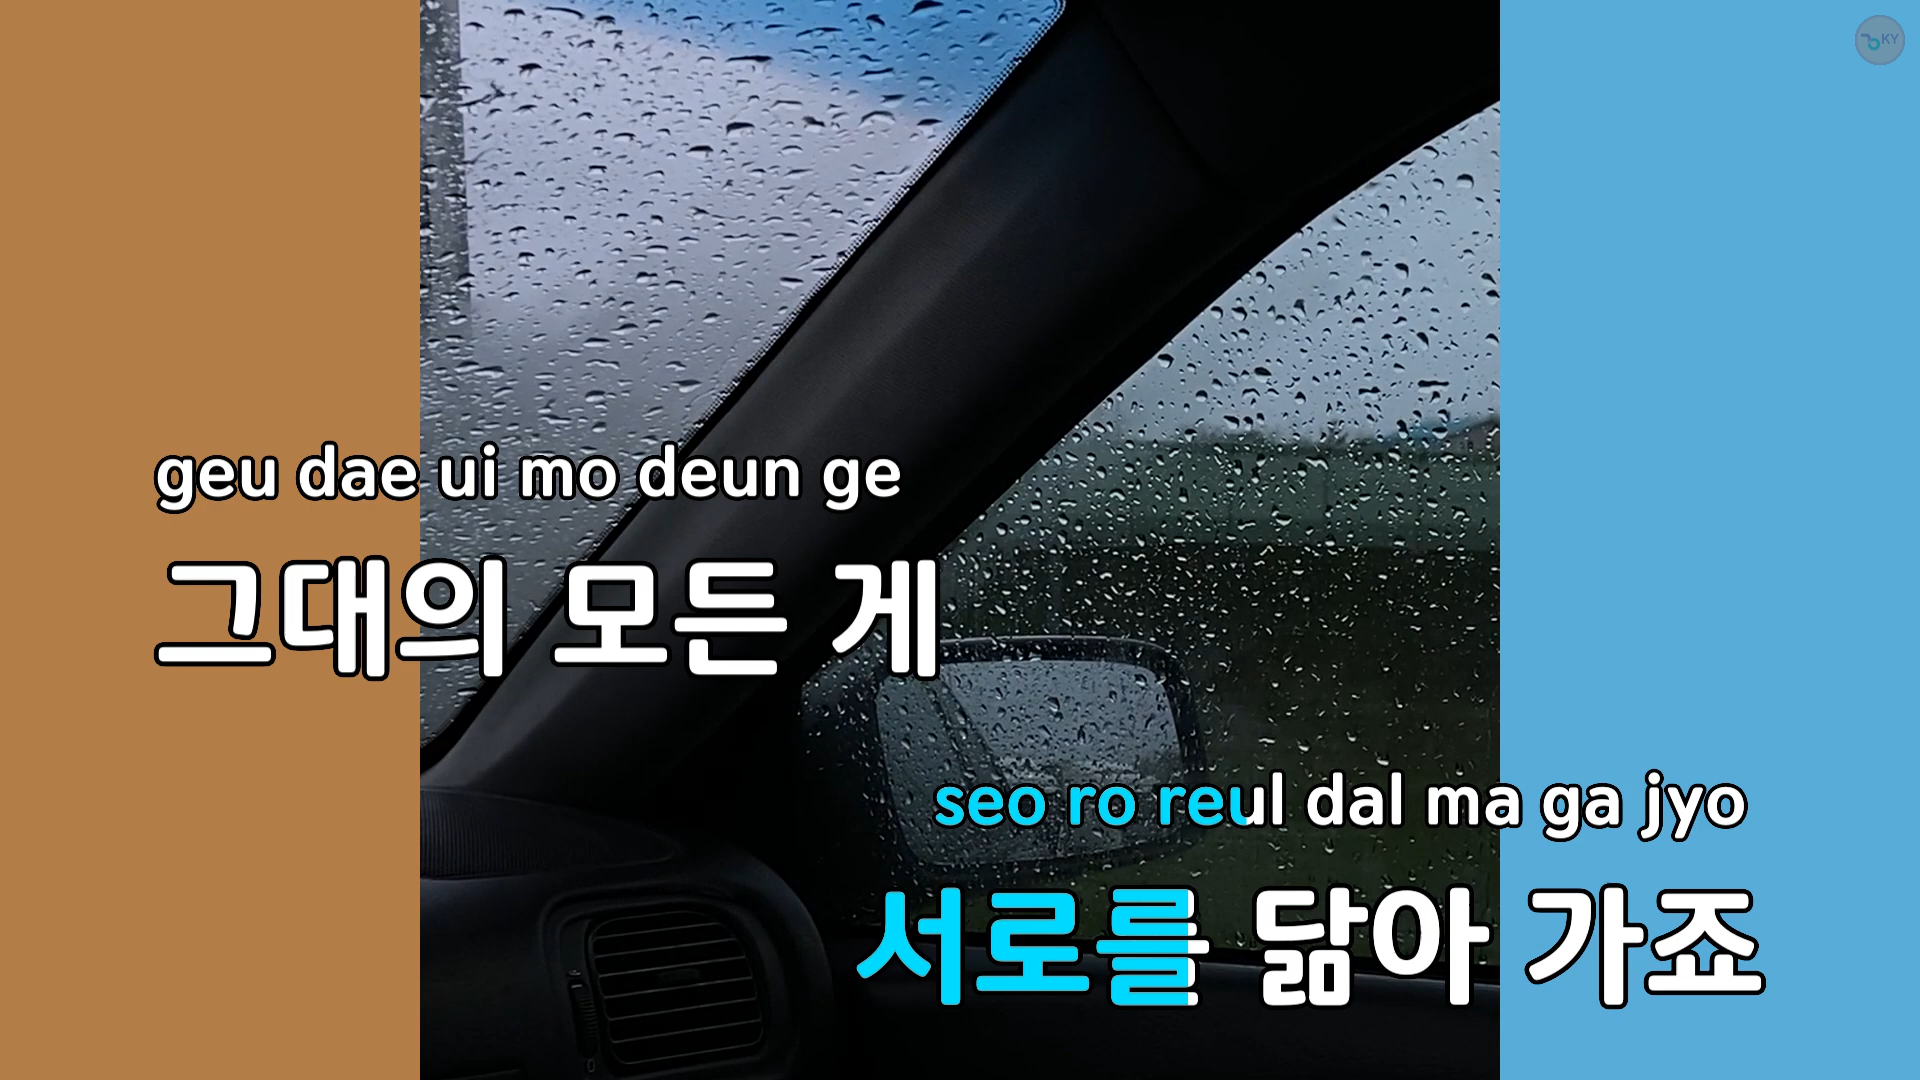 KY
geu dae ui mo deun ge
그대의 모든 게
seo ro reul dal ma ga jyo
서로를 닮아 가죠